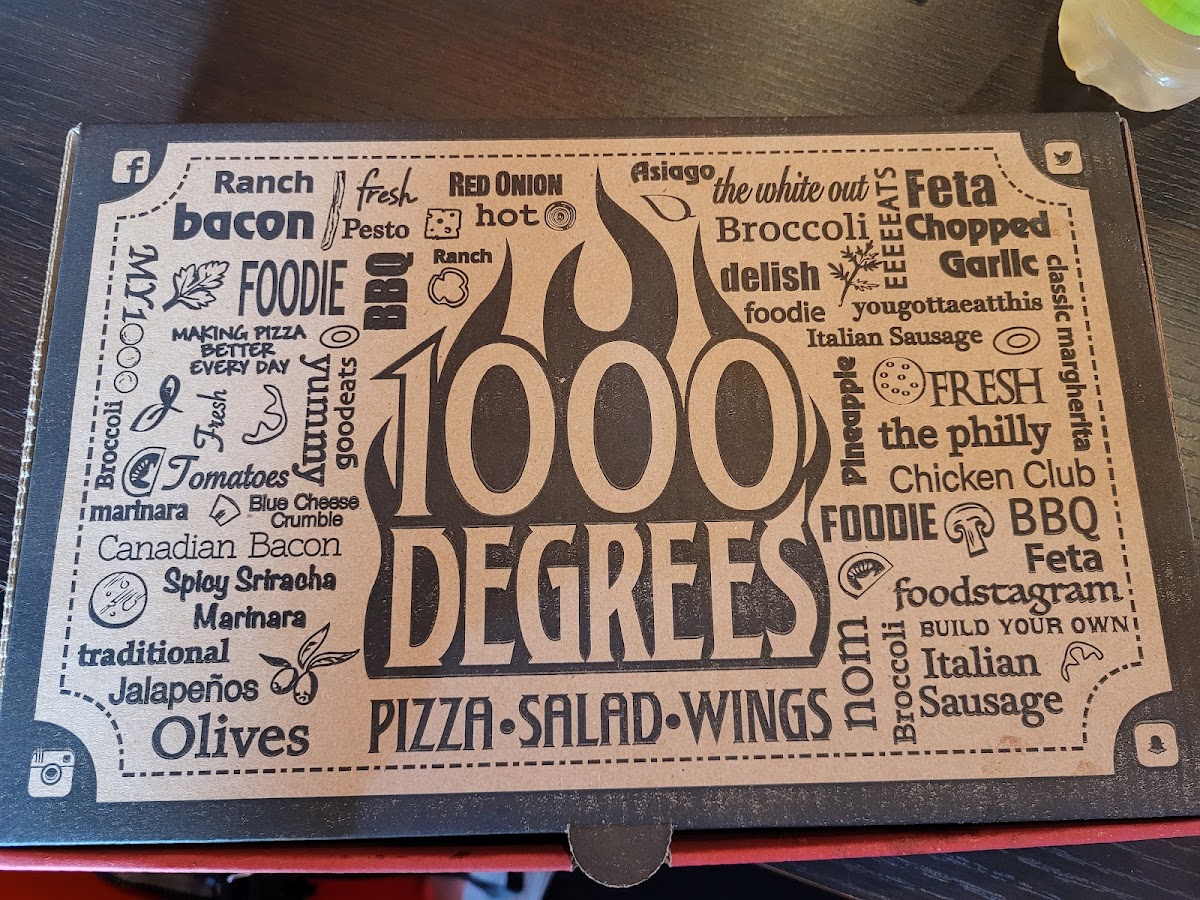 Ranch
fresh
bacon
Pesto
RED ONION
hot
Ranch
MY1000
FOODIE
BBQ
MAKING PIZZA
BETTER
EVERY DAY
yummy
goodeats
Fresh
Broccoli
Tomatoes
marinara
Blue Cheese
Crumble
Canadian Bacon
Spicy Sriracha
Marinara
traditional
Jalapeños
Olives
1000
DEGREES
PIZZA•SALAD•WINGS
Asiago
the white out
EEEEEATS
Feta
Broccoli
Chopped
Garlic
delish
foodie
yougottaeatthis
classic margherita
Italian Sausage
Pineapple
FRESH
the philly
Chicken Club
FOODIE
BBQ
Feta
foodstagram
nom
Broccoli
BUILD YOUR OWN
Italian
Sausage